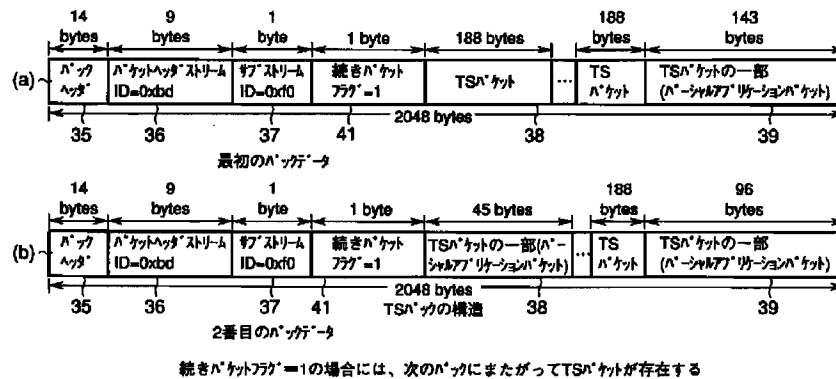 14 bytes
9 bytes
1 byte
1 byte
188 bytes
188 bytes
143 bytes
(a)
パック ヘッダ
パケットヘッダストリーム ID=0xbd
サブストリーム ID=0xf0
続きパケット フラグ=1
TSパケット
…
TS パケット
TSパケットの一部 (パーシャルアプリケーションパケット)
2048 bytes
35
36
37
41
38
39
最初のパックデータ
14 bytes
9 bytes
1 byte
1 byte
45 bytes
188 bytes
96 bytes
(b)
パック ヘッダ
パケットヘッダストリーム ID=0xbd
サブストリーム ID=0xf0
続きパケット フラグ=1
TSパケットの一部(パーシャルアプリケーションパケット)
…
TS パケット
TSパケットの一部 (パーシャルアプリケーションパケット)
2048 bytes
35
36
37
41
TSパックの構造
38
39
2番目のパックデータ
続きパケットフラグ=1の場合には、次のパックにまたがってTSパケットが存在する